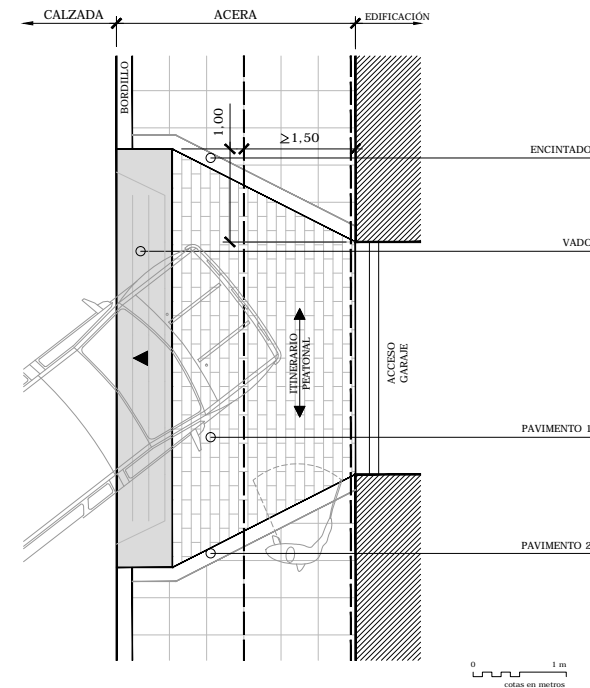 CALZADA
ACERA
EDIFICACIÓN
BORDILLO
1,00
≥1,50
ENCINTADO
VADO
ITINERARIO
PEATONAL
ACCESO
GARAJE
PAVIMENTO 1
PAVIMENTO 2
0 1 m
cotas en metros